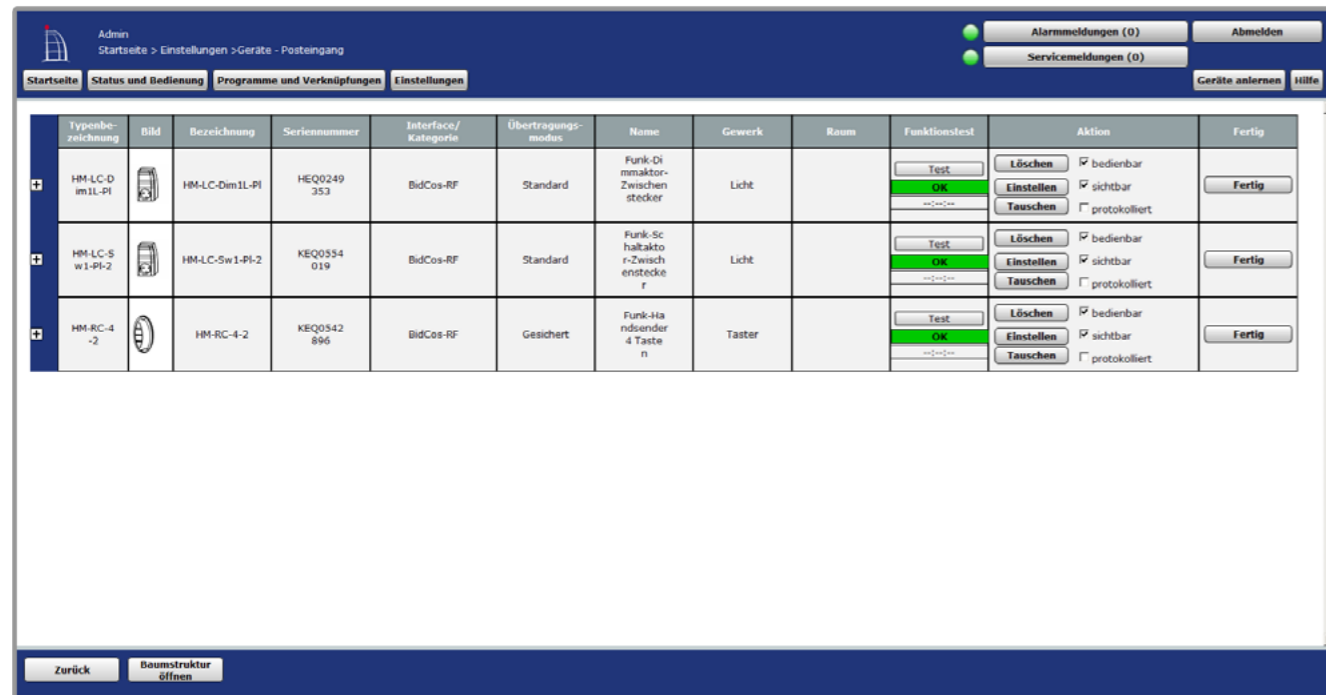 Admin
Startseite > Einstellungen >Geräte - Posteingang
Alarmmeldungen (0)
Abmelden
Servicemeldungen (0)
Startseite
Status und Bedienung
Programme und Verknüpfungen
Einstellungen
Geräte anlernen
Hilfe
Typenbe-
zeichnung
Bild
Bezeichnung
Seriennummer
Interface/
Kategorie
Übertragungs-
modus
Name
Gewerk
Raum
Funktionstest
Aktion
Fertig
HM-LC-D
im1L-Pl
HM-LC-Dim1L-Pl
HEQ0249
353
BidCos-RF
Standard
Funk-Di
mmaktor-
Zwischen
stecker
Licht
Test
OK
--:--:--
Löschen
bedienbar
Einstellen
sichtbar
Tauschen
protokolliert
Fertig
HM-LC-S
w1-Pl-2
HM-LC-Sw1-Pl-2
KEQ0554
019
BidCos-RF
Standard
Funk-Sc
haltakto
r-Zwisch
enstecke
r
Licht
Test
OK
--:--:--
Löschen
bedienbar
Einstellen
sichtbar
Tauschen
protokolliert
Fertig
HM-RC-4
-2
HM-RC-4-2
KEQ0542
896
BidCos-RF
Gesichert
Funk-Ha
ndsender
4 Taste
n
Taster
Test
OK
--:--:--
Löschen
bedienbar
Einstellen
sichtbar
Tauschen
protokolliert
Fertig
Zurück
Baumstruktur
öffnen